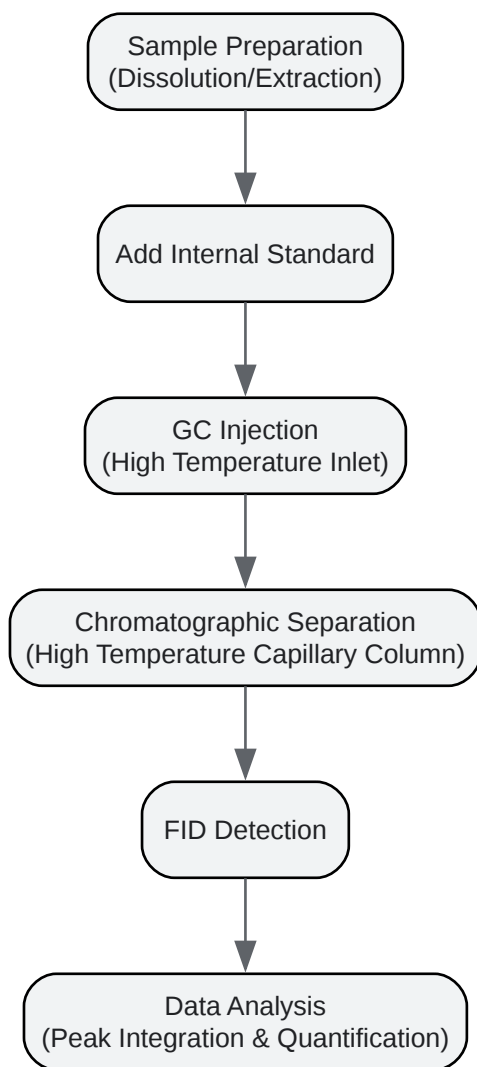 Sample Preparation
(Dissolution/Extraction)
Add Internal Standard
GC Injection
(High Temperature Inlet)
Chromatographic Separation
(High Temperature Capillary Column)
FID Detection
Data Analysis
(Peak Integration & Quantification)